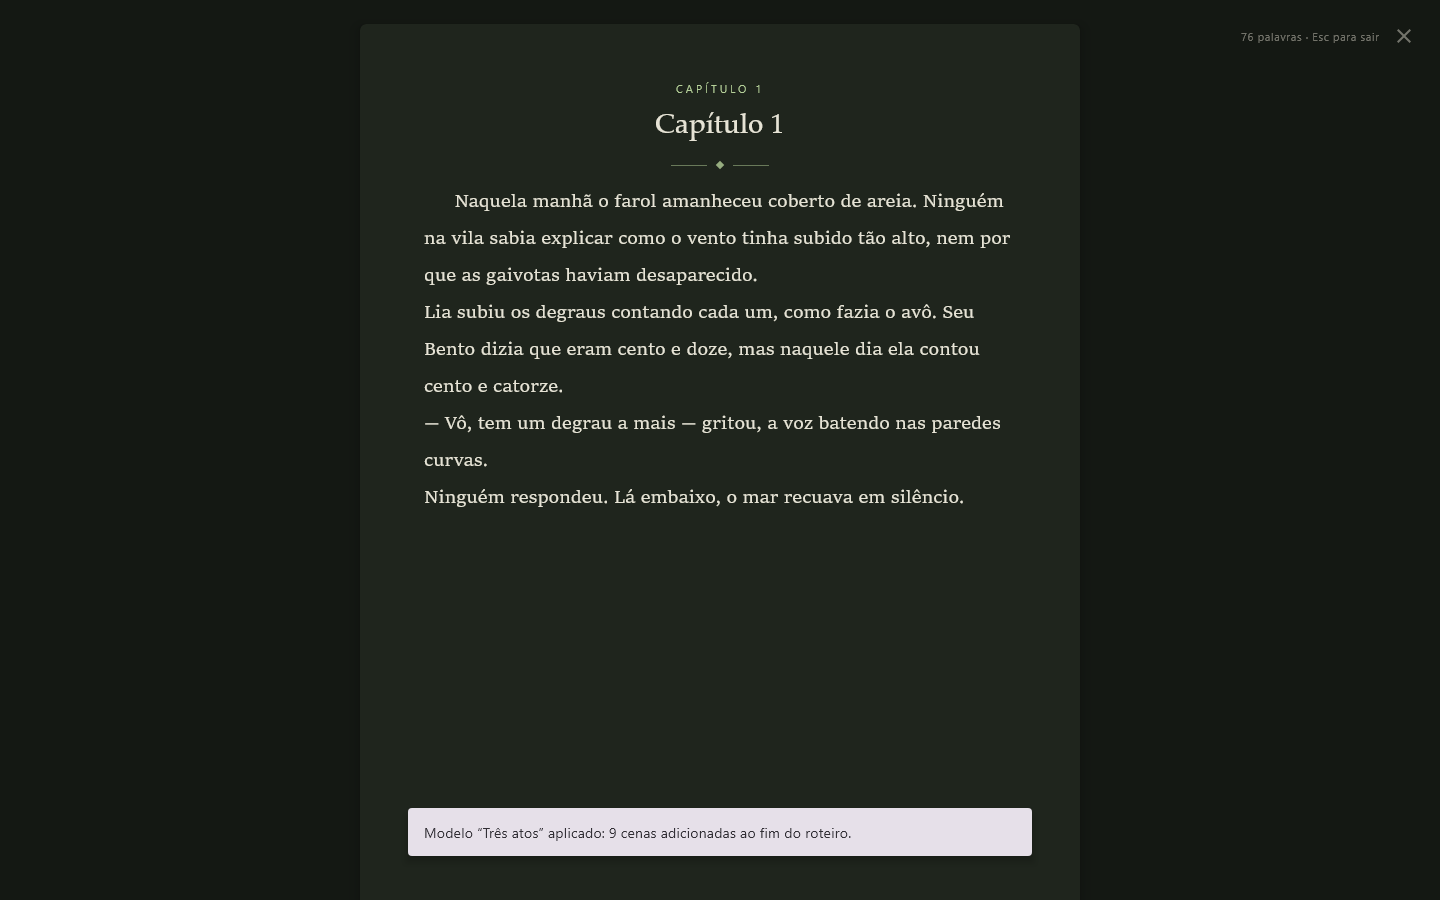 76 palavras · Esc para sair
CAPÍTULO 1
Capítulo 1
Naquela manhã o farol amanheceu coberto de areia. Ninguém
na vila sabia explicar como o vento tinha subido tão alto, nem por
que as gaivotas haviam desaparecido.
Lia subiu os degraus contando cada um, como fazia o avô. Seu
Bento dizia que eram cento e doze, mas naquele dia ela contou
cento e catorze.
— Vô, tem um degrau a mais — gritou, a voz batendo nas paredes
curvas.
Ninguém respondeu. Lá embaixo, o mar recuava em silêncio.
Modelo “Três atos” aplicado: 9 cenas adicionadas ao fim do roteiro.